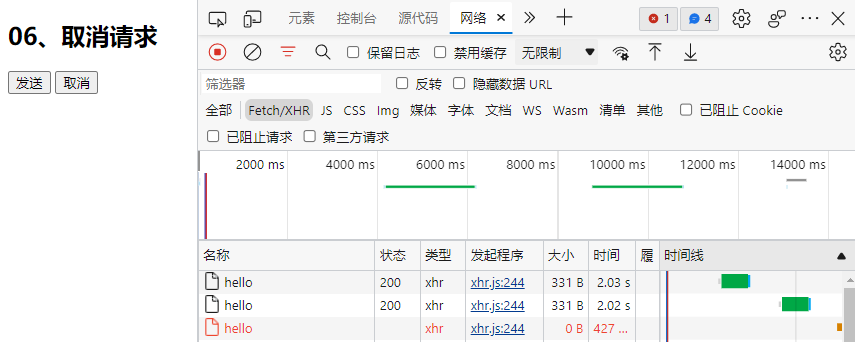 06、取消请求
发送 取消
元素 控制台 源代码 网络 1 4
保留日志 禁用缓存 无限制
筛选器 反转 隐藏数据 URL
全部 Fetch/XHR JS CSS Img 媒体 字体 文档 WS Wasm 清单 其他 已阻止 Cookie
已阻止请求 第三方请求
2000 ms 4000 ms 6000 ms 8000 ms 10000 ms 12000 ms 14000 ms
名称 状态 类型 发起程序 大小 时间 履 时间线
hello 200 xhr xhr.js:244 331 B 2.03 s
hello 200 xhr xhr.js:244 331 B 2.02 s
hello xhr xhr.js:244 0 B 427 ...